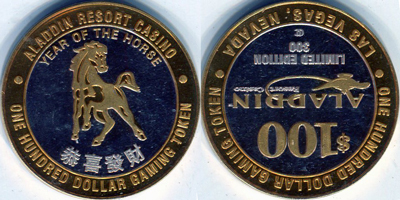 ALADDIN RESORT CASINO
YEAR OF THE HORSE
恭喜發財
ONE HUNDRED DOLLAR GAMING TOKEN
LAS VEGAS, NEVADA
$100
ALADDIN
Resort Casino
LIMITED EDITION
300
ONE HUNDRED DOLLAR GAMING TOKEN